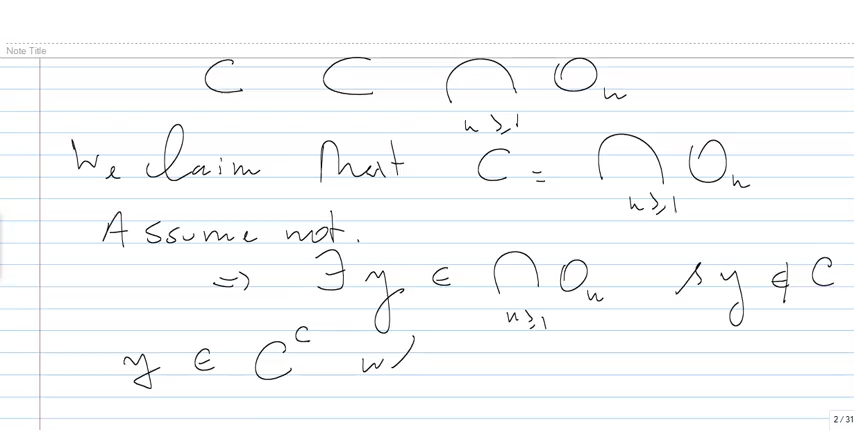 Note Title
C ⊂ ⋂ O_n
n≥1
We claim that C = ⋂ O_n
n≥1
Assume not.
⇒ ∃ y ∈ ⋂ O_n y ∉ C
n≥1
y ∈ C^c w
2 / 31